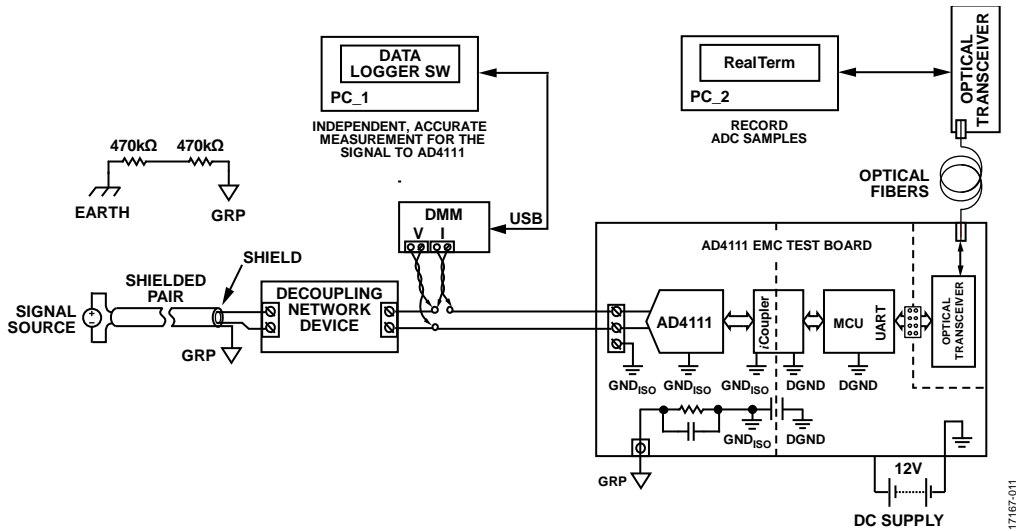 DATA
LOGGER SW
PC_1
INDEPENDENT, ACCURATE
MEASUREMENT FOR THE
SIGNAL TO AD4111
RealTerm
PC_2
RECORD
ADC SAMPLES
OPTICAL
TRANSCEIVER
OPTICAL
FIBERS
470kΩ 470kΩ
EARTH
GRP
DMM
V I
USB
SHIELD
SHIELDED
PAIR
SIGNAL
SOURCE
GRP
DECOUPLING
NETWORK
DEVICE
AD4111 EMC TEST BOARD
AD4111
iCoupler
MCU
UART
OPTICAL
TRANSCEIVER
GNDISO
GNDISO
GNDISO
DGND
DGND
GNDISO
DGND
GRP
12V
DC SUPPLY
17167-011